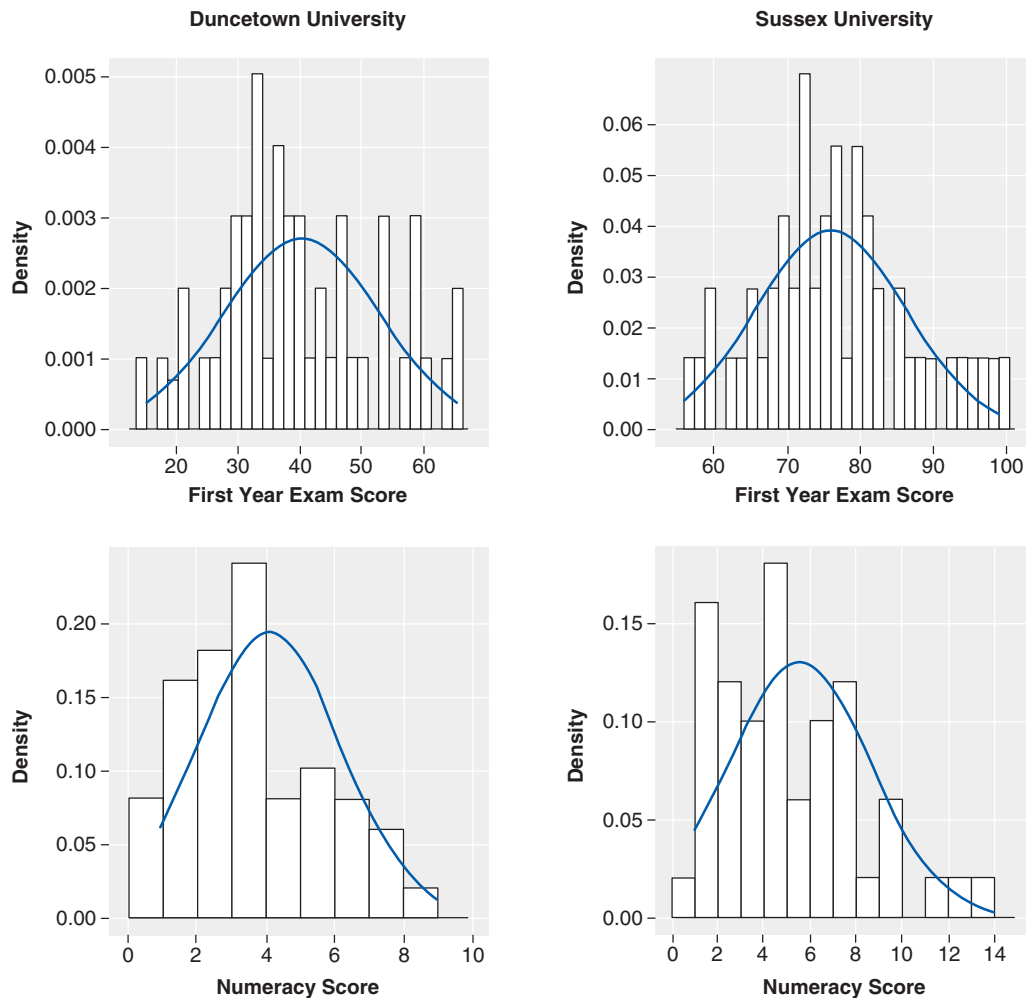 Duncetown University
Sussex University
0.005
0.004
0.003
0.002
0.001
0.000
Density
20 30 40 50 60
First Year Exam Score
0.06
0.05
0.04
0.03
0.02
0.01
0.00
Density
60 70 80 90 100
First Year Exam Score
0.20
0.15
0.10
0.05
0.00
Density
0 2 4 6 8 10
Numeracy Score
0.15
0.10
0.05
0.00
Density
0 2 4 6 8 10 12 14
Numeracy Score